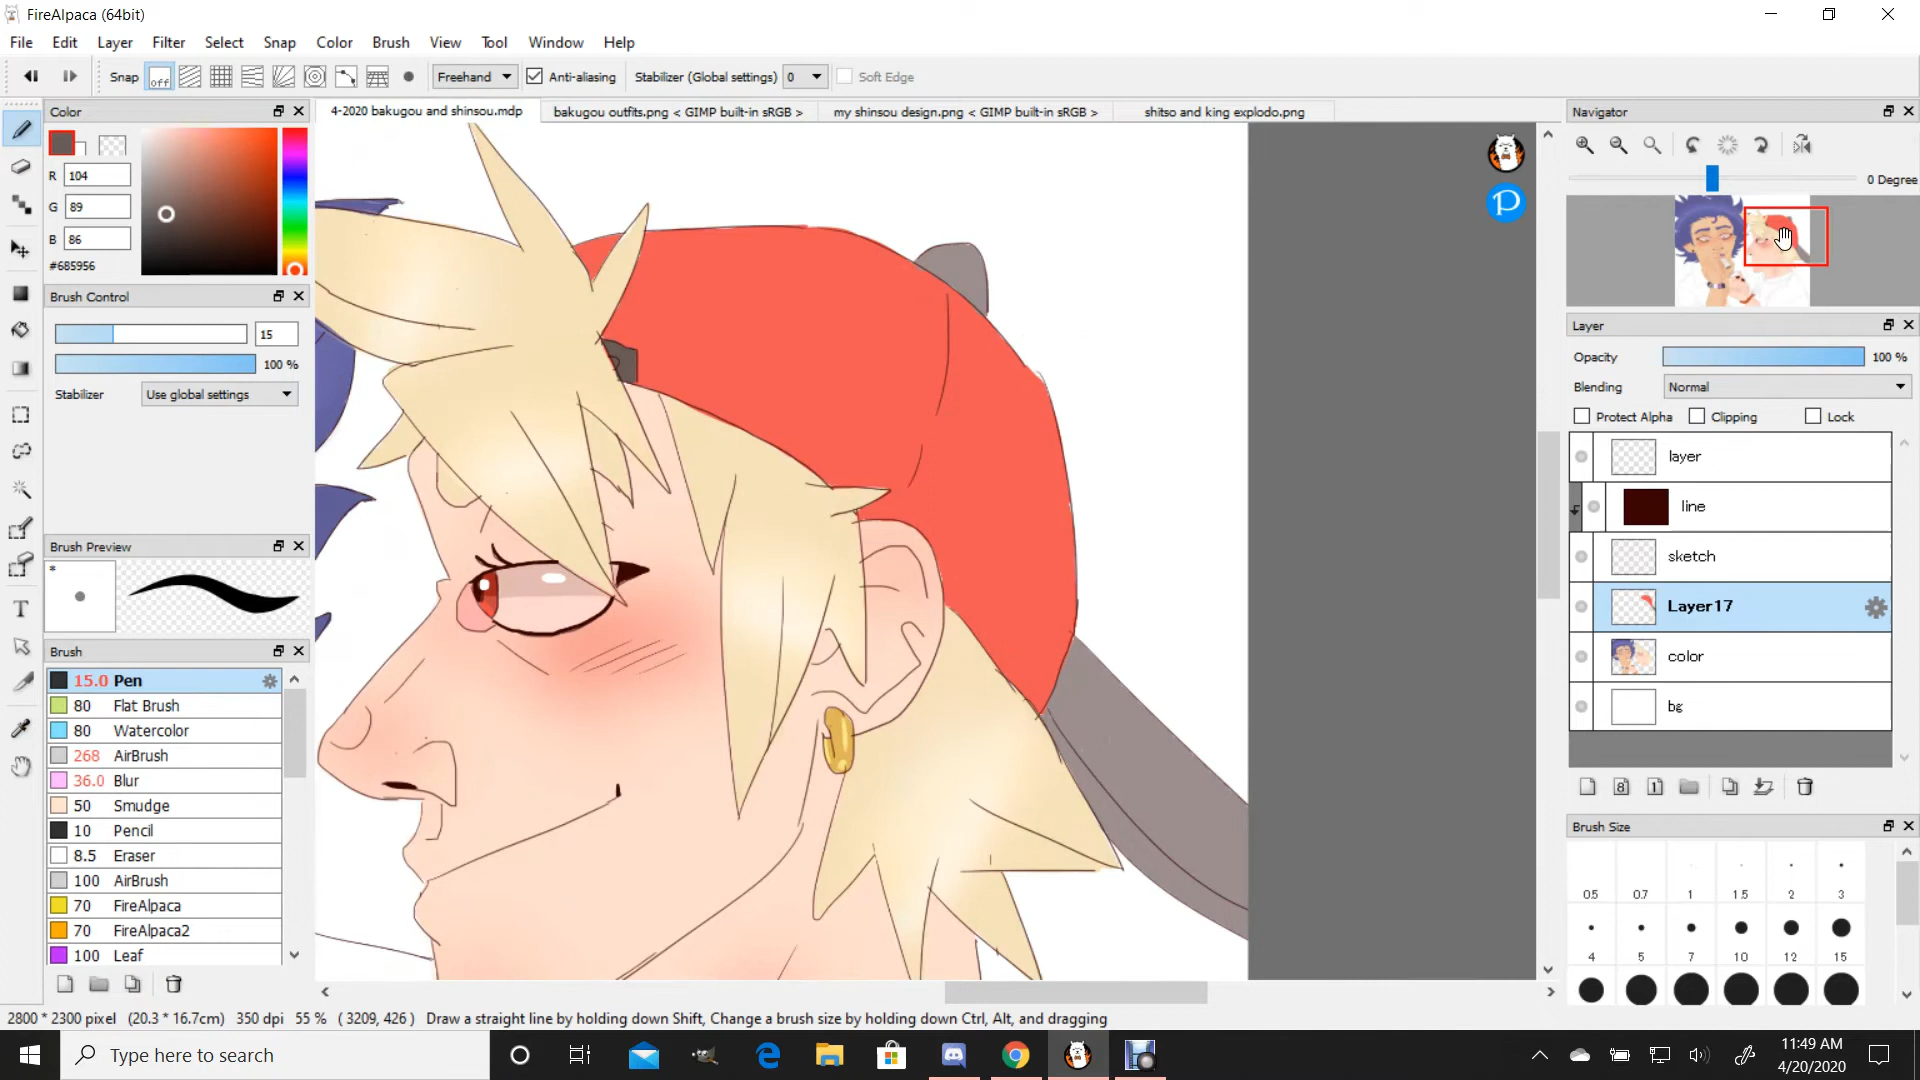 FireAlpaca (64bit)
File Edit Layer Filter Select Snap Color Brush View Tool Window Help
Snap off Freehand Anti-aliasing Stabilizer (Global settings) 0 Soft Edge
Color
4-2020 bakugou and shinsou.mdp
bakugou outfits.png < GIMP built-in sRGB >
my shinsou design.png < GIMP built-in sRGB >
shitso and king explodo.png
Navigator
R 104
G 89
B 86
#685956
0 Degree
P
Brush Control
15
100 %
Stabilizer Use global settings
Brush Preview
*
Brush
15.0 Pen
80 Flat Brush
80 Watercolor
268 AirBrush
36.0 Blur
50 Smudge
10 Pencil
8.5 Eraser
100 AirBrush
70 FireAlpaca
70 FireAlpaca2
100 Leaf
Layer
Opacity 100 %
Blending Normal
Protect Alpha Clipping Lock
layer
line
sketch
Layer17
color
bg
8 1
Brush Size
0.5 0.7 1 1.5 2 3
4 5 7 10 12 15
2800 * 2300 pixel (20.3 * 16.7cm) 350 dpi 55 % ( 3209, 426 ) Draw a straight line by holding down Shift, Change a brush size by holding down Ctrl, Alt, and dragging
Type here to search
11:49 AM
4/20/2020